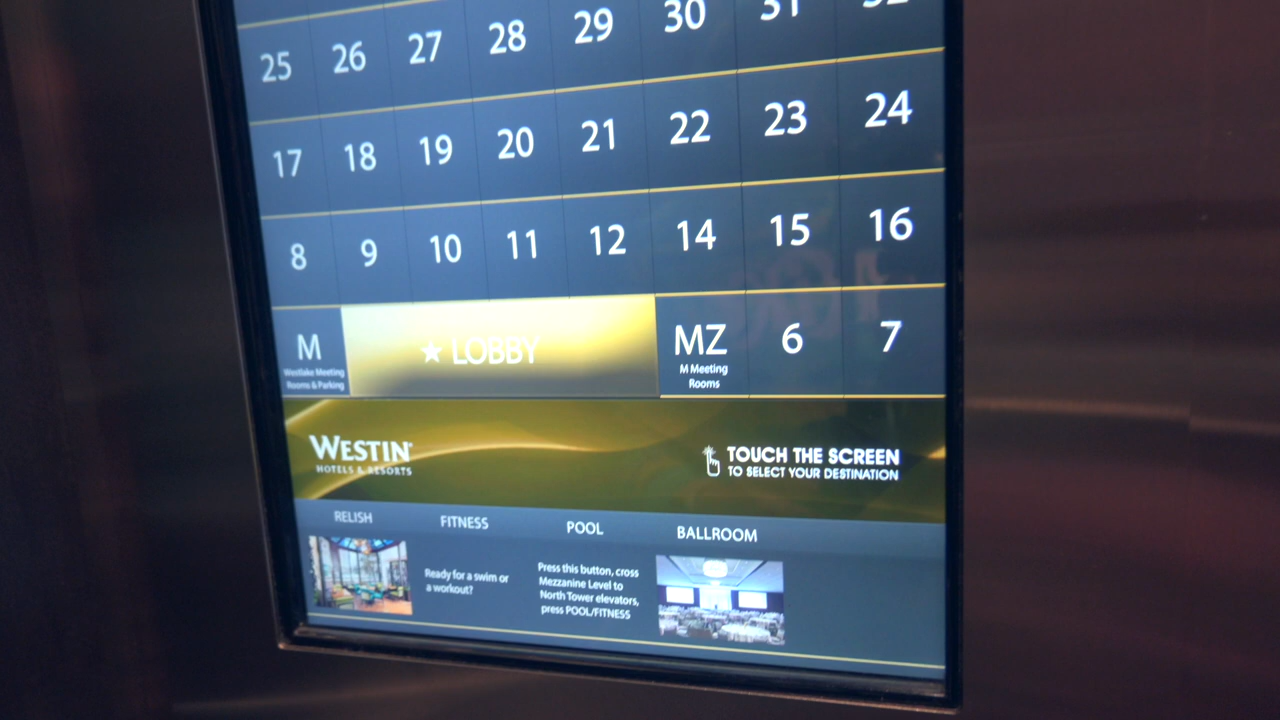 25 26 27 28 29 30 31 32
17 18 19 20 21 22 23 24
8 9 10 11 12 14 15 16
M
Westlake Meeting
Rooms & Parking
★ LOBBY
MZ
M Meeting
Rooms
6 7
WESTIN
HOTELS & RESORTS
TOUCH THE SCREEN
TO SELECT YOUR DESTINATION
RELISH
FITNESS
Ready for a swim or
a workout?
POOL
Press this button, cross
Mezzanine Level to
North Tower elevators,
press POOL/FITNESS
BALLROOM